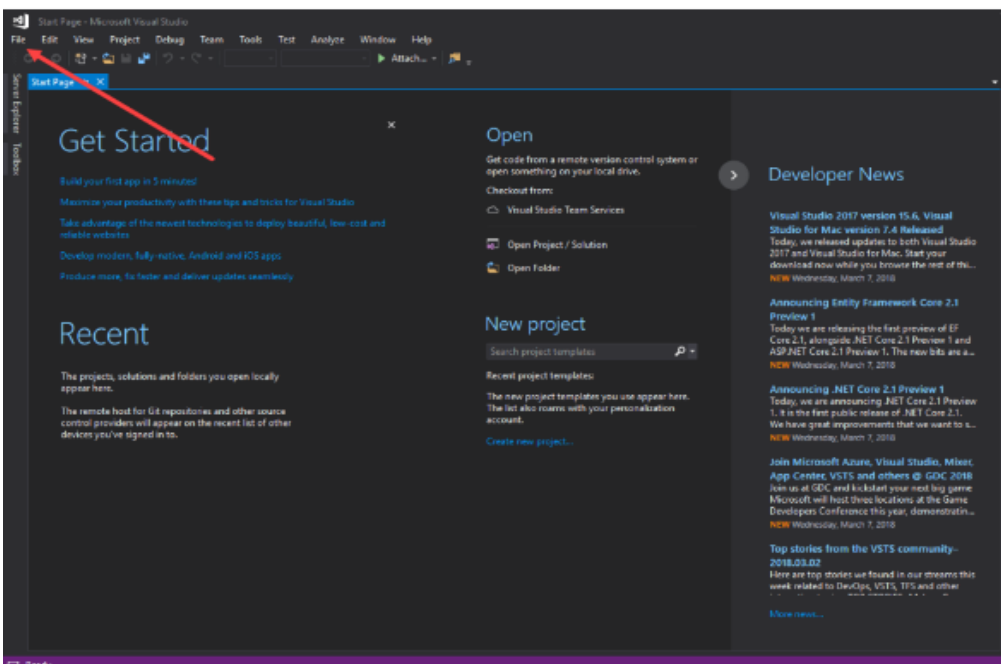 Start Page - Microsoft Visual Studio
File Edit View Project Debug Team Tools Test Analyze Window Help
Attach...
Server Explorer
Toolbox
Start Page
Get Started
Build your first app in 5 minutes!
Maximize your productivity with these tips and tricks for Visual Studio
Take advantage of the newest technologies to deploy beautiful, low-cost and
reliable websites
Develop modern, fully-native, Android and iOS apps
Produce more, fix faster and deliver updates seamlessly
Recent
The projects, solutions and folders you open locally
appear here.
The remote host for Git repositories and other source
control providers will appear on the recent list of other
devices you've signed in to.
Open
Get code from a remote version control system or
open something on your local drive.
Checkout from:
Visual Studio Team Services
Open Project / Solution
Open Folder
New project
Search project templates
Recent project templates:
The new project templates you use appear here.
The list also roams with your personalization
account.
Create new project...
Developer News
Visual Studio 2017 version 15.6, Visual
Studio for Mac version 7.4 Released
Today, we released updates to both Visual Studio
2017 and Visual Studio for Mac. Start your
download now while you browse the rest of thi...
NEW Wednesday, March 7, 2018
Announcing Entity Framework Core 2.1
Preview 1
Today we are releasing the first preview of EF
Core 2.1, alongside .NET Core 2.1 Preview 1 and
ASP.NET Core 2.1 Preview 1. The new bits are a...
NEW Wednesday, March 7, 2018
Announcing .NET Core 2.1 Preview 1
Today, we are announcing .NET Core 2.1 Preview
1. It is the first public release of .NET Core 2.1.
We have great improvements that we want to s...
NEW Wednesday, March 7, 2018
Join Microsoft Azure, Visual Studio, Mixer,
App Center, VSTS and others @ GDC 2018
Join us at GDC and kickstart your next big game
Microsoft will host three locations at the Game
Developers Conference this year, demonstratin...
NEW Wednesday, March 7, 2018
Top stories from the VSTS community–
2018.03.02
Here are top stories we found in our streams this
week related to DevOps, VSTS, TFS and other
More news...